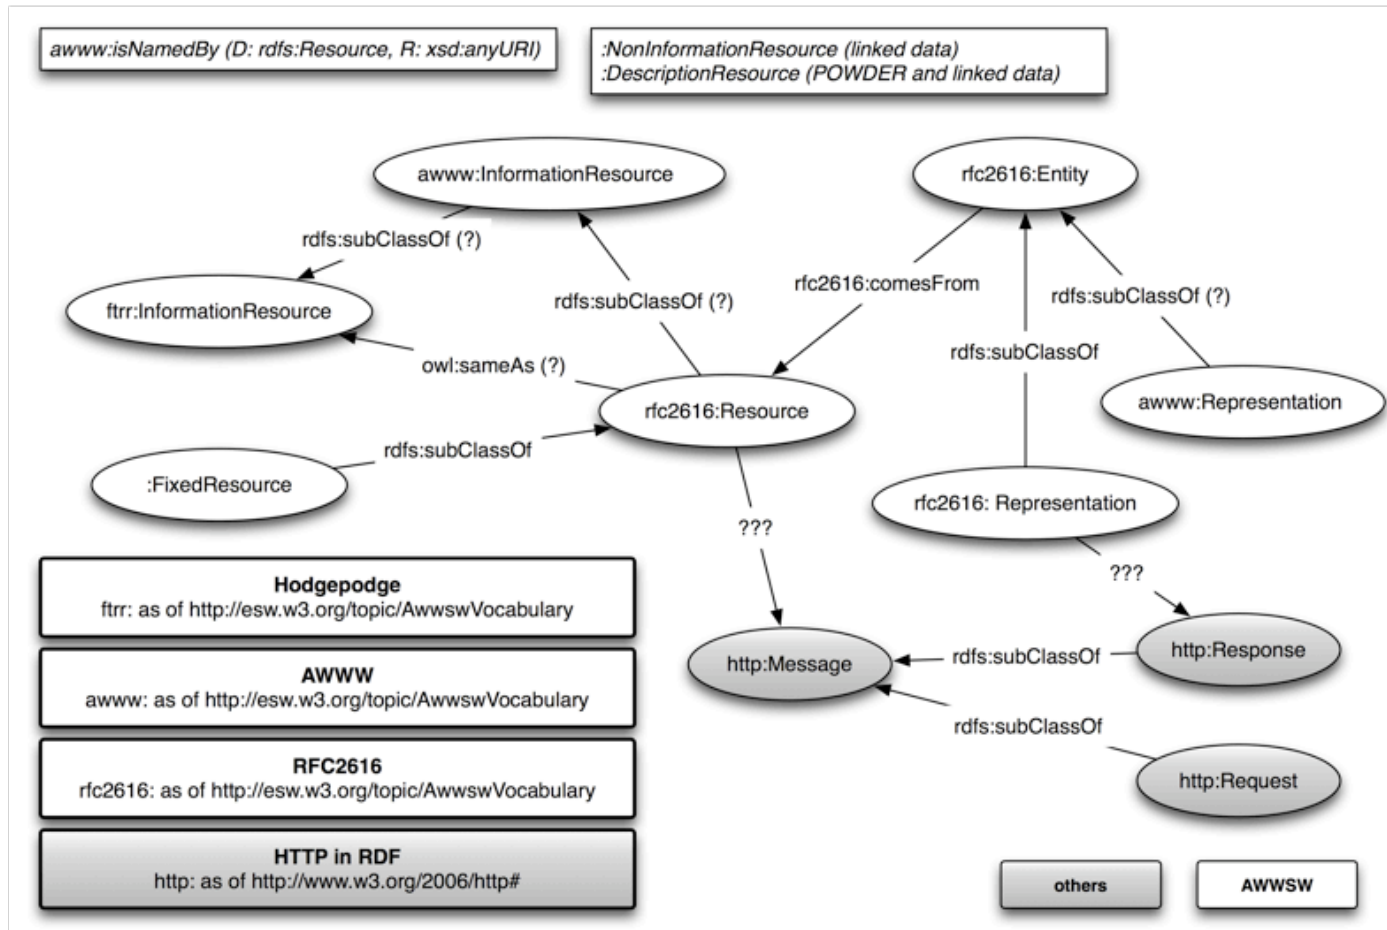 awww:isNamedBy (D: rdfs:Resource, R: xsd:anyURI)
:NonInformationResource (linked data)
:DescriptionResource (POWDER and linked data)
awww:InformationResource
rfc2616:Entity
rdfs:subClassOf (?)
rfc2616:comesFrom
rdfs:subClassOf (?)
rdfs:subClassOf (?)
ftrr:InformationResource
rdfs:subClassOf
owl:sameAs (?)
rfc2616:Resource
awww:Representation
rdfs:subClassOf
:FixedResource
rfc2616: Representation
???
???
Hodgepodge
ftrr: as of http://esw.w3.org/topic/AwwswVocabulary
http:Message
rdfs:subClassOf
http:Response
AWWW
awww: as of http://esw.w3.org/topic/AwwswVocabulary
rdfs:subClassOf
RFC2616
rfc2616: as of http://esw.w3.org/topic/AwwswVocabulary
http:Request
HTTP in RDF
http: as of http://www.w3.org/2006/http#
others
AWWSW